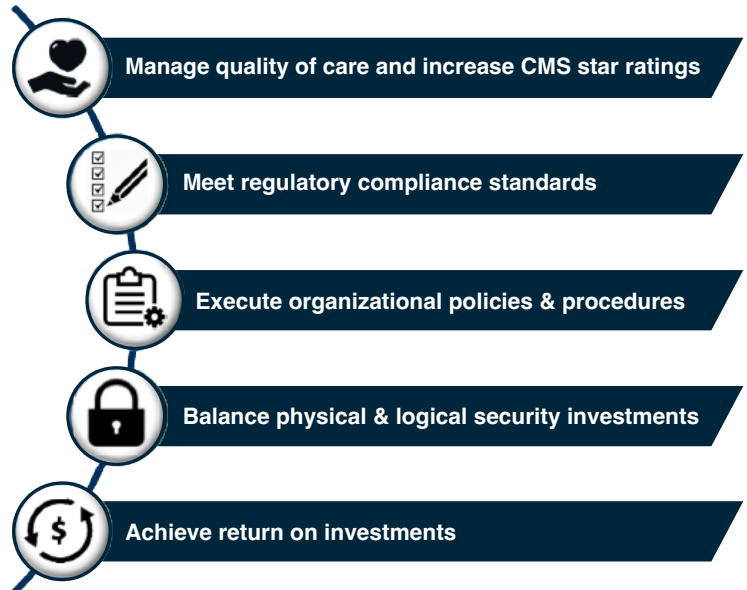 Manage quality of care and increase CMS star ratings
Meet regulatory compliance standards
Execute organizational policies & procedures
Balance physical & logical security investments
$
Achieve return on investments